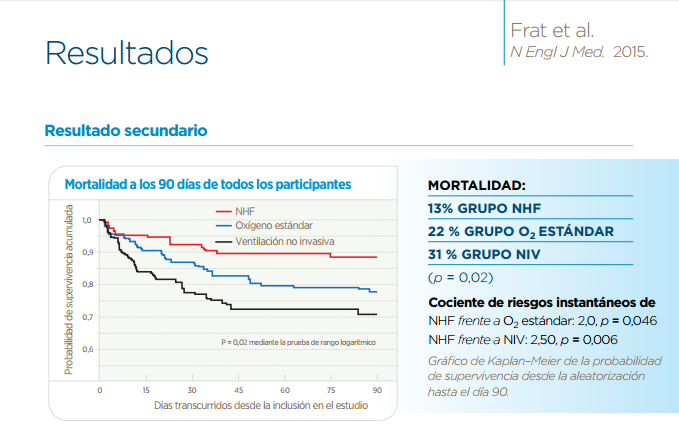 Resultados
Frat et al.
N Engl J Med. 2015.
Resultado secundario
Mortalidad a los 90 días de todos los participantes
Probabilidad de supervivencia acumulada
1,0
0,9
0,8
0,7
0,6
NHF
Oxígeno estándar
Ventilación no invasiva
P = 0,02 mediante la prueba de rango logarítmico
0 15 30 45 60 75 90
Días transcurridos desde la inclusión en el estudio
MORTALIDAD:
13% GRUPO NHF
22 % GRUPO O₂ ESTÁNDAR
31 % GRUPO NIV
(p = 0,02)
Cociente de riesgos instantáneos de
NHF frente a O₂ estándar: 2,0, p = 0,046
NHF frente a NIV: 2,50, p = 0,006
Gráfico de Kaplan–Meier de la probabilidad
de supervivencia desde la aleatorización
hasta el día 90.